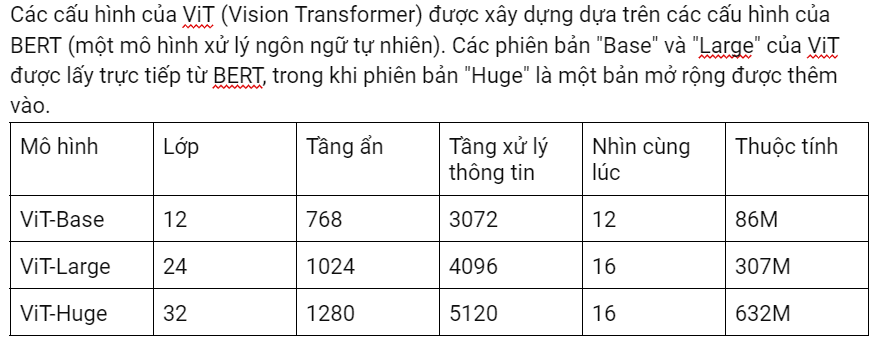 Các cấu hình của ViT (Vision Transformer) được xây dựng dựa trên các cấu hình của
BERT (một mô hình xử lý ngôn ngữ tự nhiên). Các phiên bản "Base" và "Large" của ViT
được lấy trực tiếp từ BERT, trong khi phiên bản "Huge" là một bản mở rộng được thêm
vào.
Mô hình Lớp Tầng ẩn Tầng xử lý thông tin Nhìn cùng lúc Thuộc tính
ViT-Base 12 768 3072 12 86M
ViT-Large 24 1024 4096 16 307M
ViT-Huge 32 1280 5120 16 632M